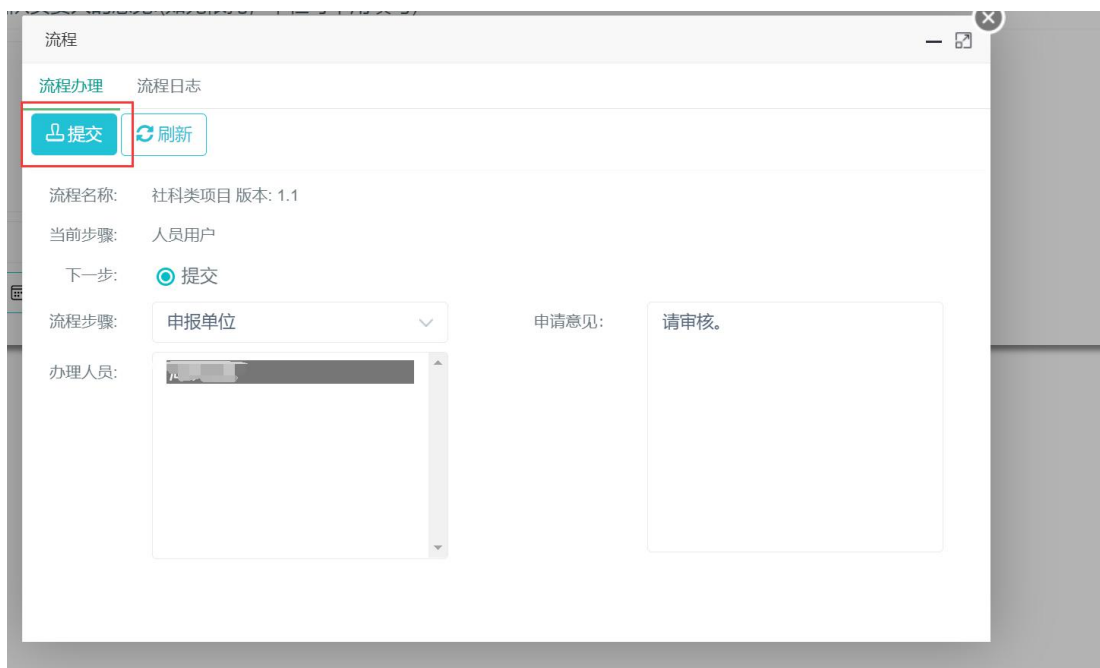 流程
流程办理 流程日志
提交 刷新
流程名称: 社科类项目 版本: 1.1
当前步骤: 人员用户
下一步: 提交
流程步骤: 申报单位 申请意见: 请审核。
办理人员: